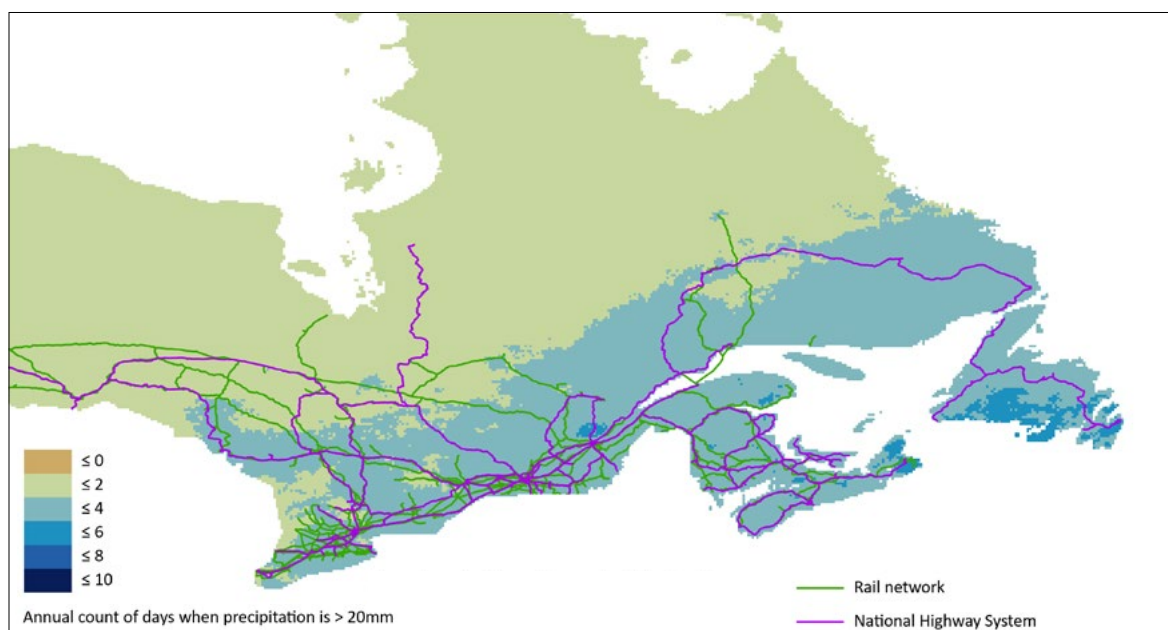 ≤ 0
≤ 2
≤ 4
≤ 6
≤ 8
≤ 10
Annual count of days when precipitation is > 20mm
Rail network
National Highway System